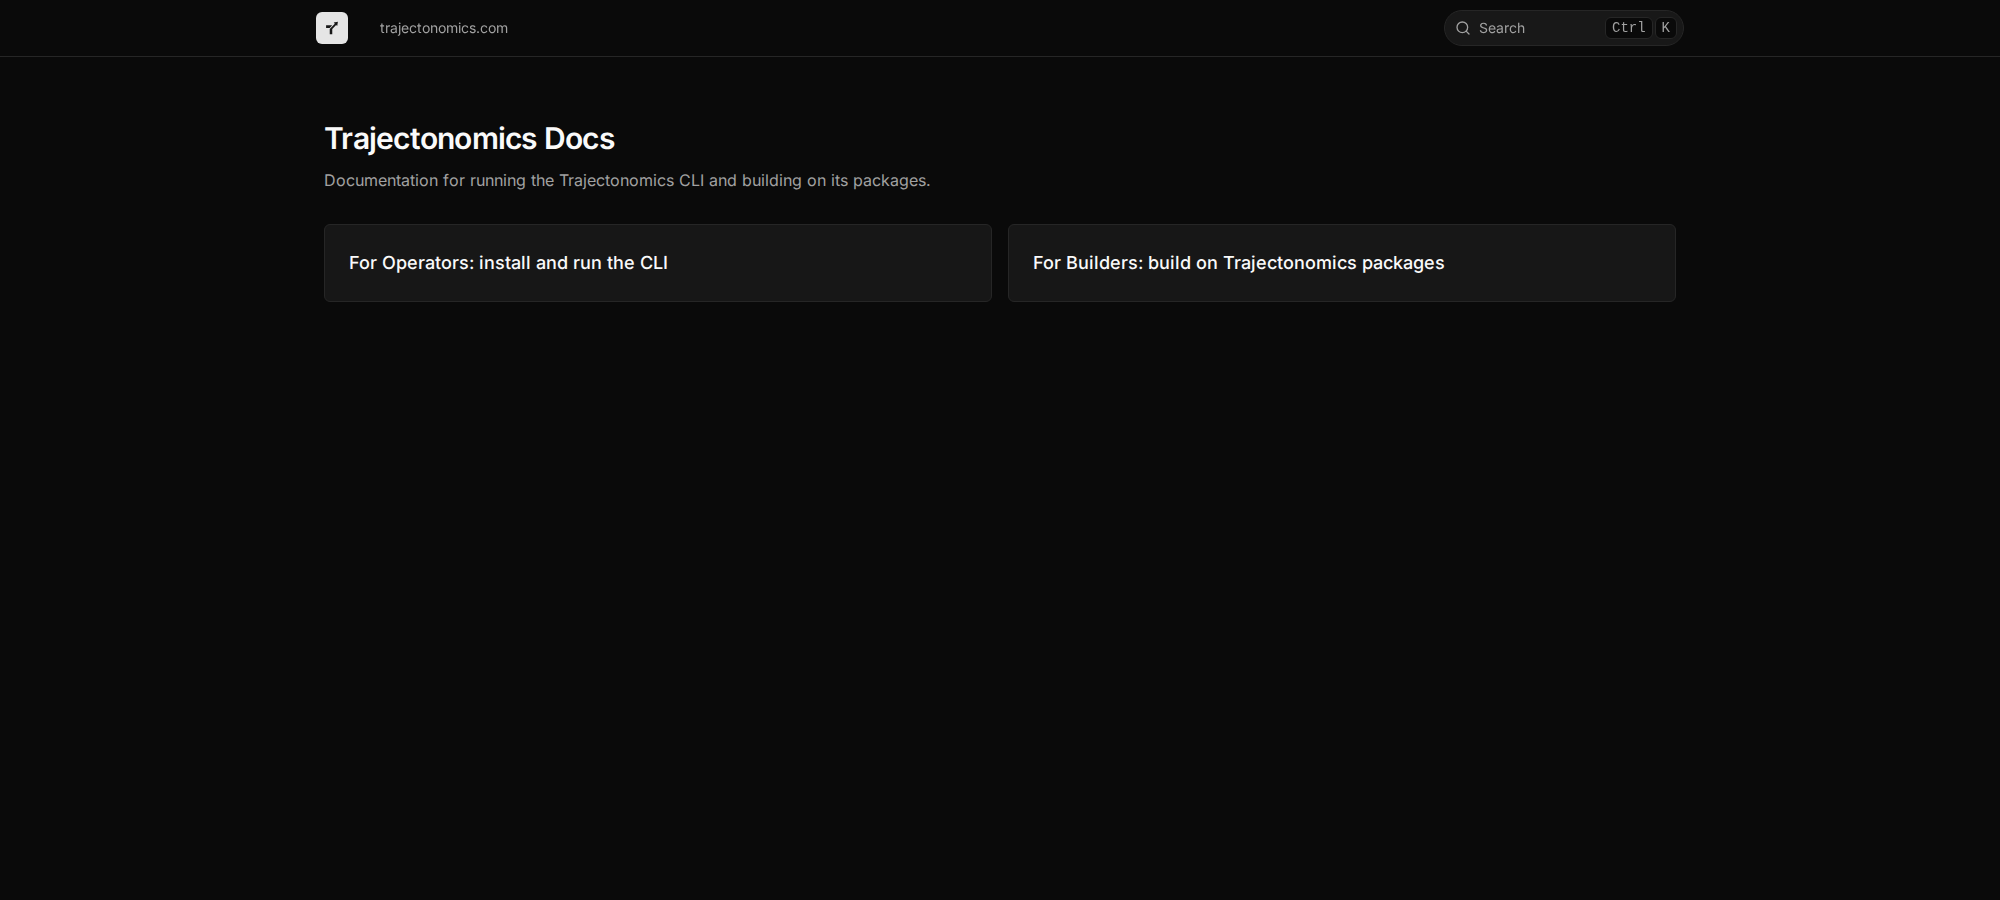 trajectonomics.com
Search Ctrl K
Trajectonomics Docs
Documentation for running the Trajectonomics CLI and building on its packages.
For Operators: install and run the CLI
For Builders: build on Trajectonomics packages